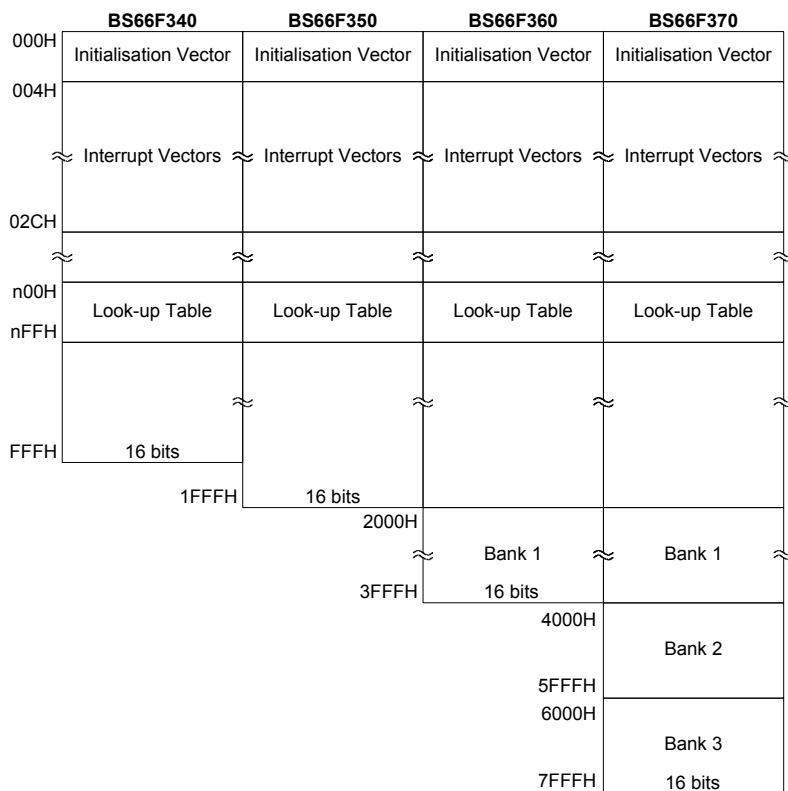 BS66F340 BS66F350 BS66F360 BS66F370
000H
Initialisation Vector Initialisation Vector Initialisation Vector Initialisation Vector
004H
Interrupt Vectors Interrupt Vectors Interrupt Vectors Interrupt Vectors
02CH
n00H
Look-up Table Look-up Table Look-up Table Look-up Table
nFFH
FFFH 16 bits
1FFFH 16 bits
2000H
Bank 1 Bank 1
3FFFH 16 bits
4000H
Bank 2
5FFFH
6000H
Bank 3
7FFFH 16 bits